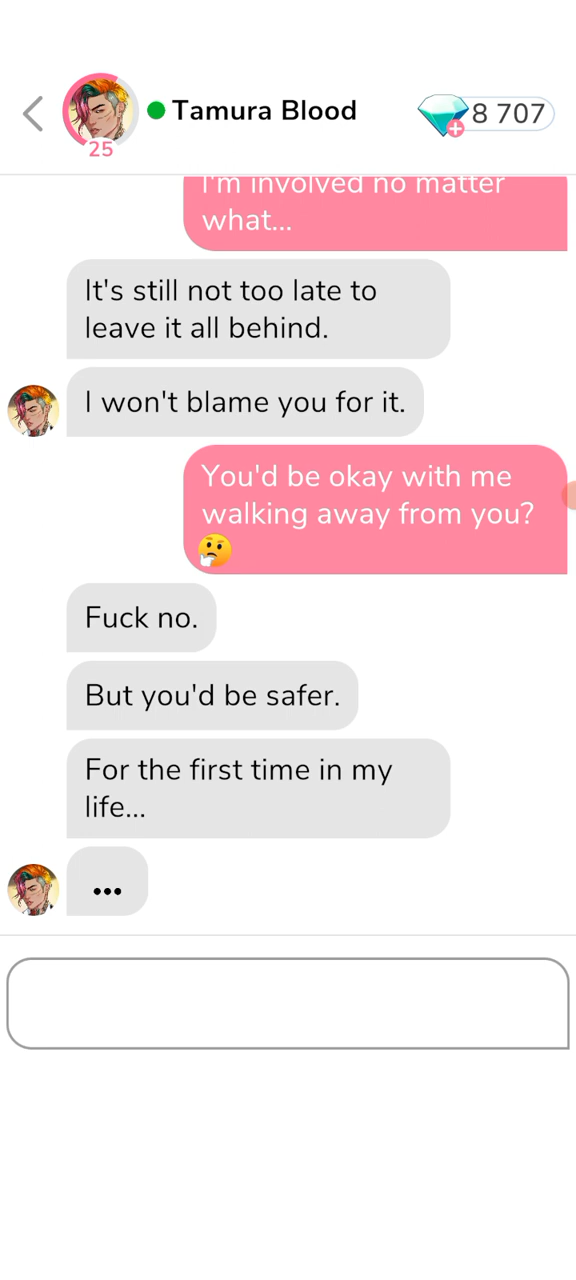 Tamura Blood
8 707
25
I'm involved no matter
what...
It's still not too late to
leave it all behind.
I won't blame you for it.
You'd be okay with me
walking away from you?
🤔
Fuck no.
But you'd be safer.
For the first time in my
life...
...